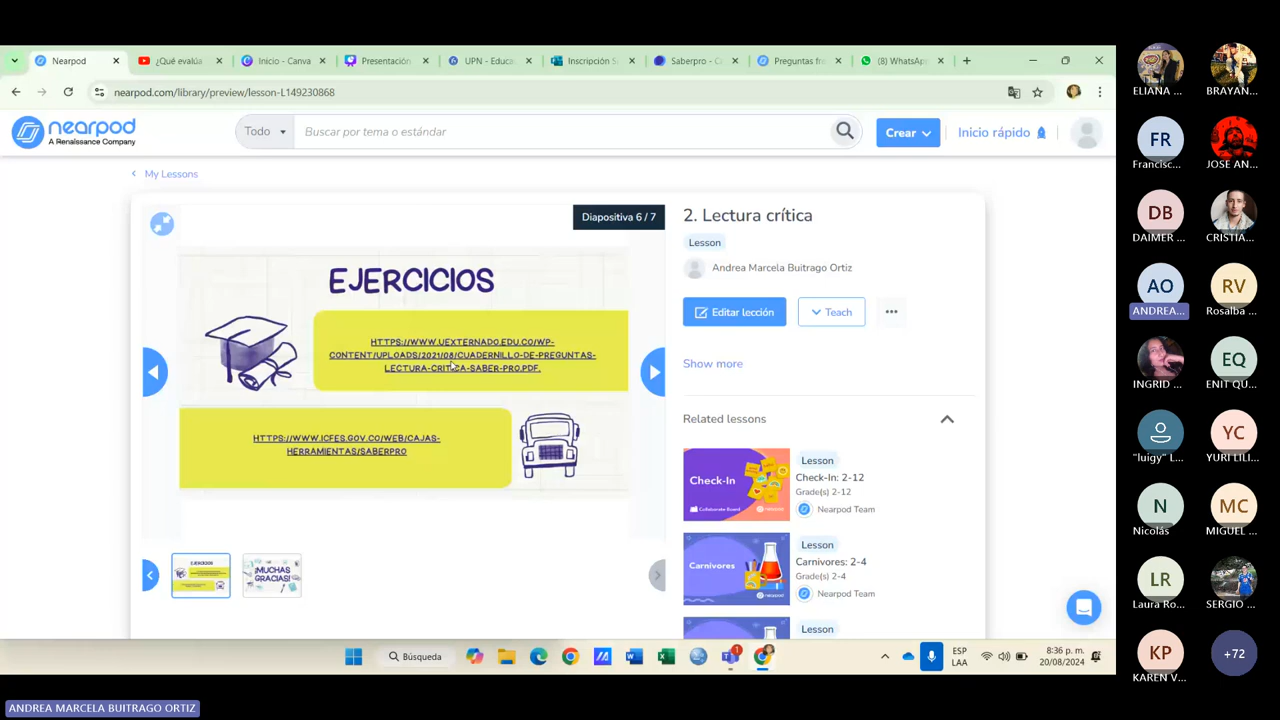 Nearpod
¿Qué evalúa
Inicio - Canva
Presentación
UPN - Educa
Inscripción S
Saberpro - C
Preguntas fre
(8) WhatsAp
nearpod.com/library/preview/lesson-L149230868
nearpod
A Renaissance Company
Todo
Buscar por tema o estándar
Crear
Inicio rápido
My Lessons
Diapositiva 6 / 7
EJERCICIOS
HTTPS://WWW.UEXTERNADO.EDU.CO/WP-
CONTENT/UPLOADS/2021/08/CUADERNILLO-DE-PREGUNTAS-
LECTURA-CRITICA-SABER-PRO.PDF.
HTTPS://WWW.ICFES.GOV.CO/WEB/CAJAS-
HERRAMIENTAS/SABERPRO
¡MUCHAS
GRACIAS!
2. Lectura crítica
Lesson
Andrea Marcela Buitrago Ortiz
Editar lección
Teach
Show more
Related lessons
Check-In
Lesson
Check-In: 2-12
Grade(s) 2-12
Nearpod Team
Carnivores
Lesson
Carnivores: 2-4
Grade(s) 2-4
Nearpod Team
Lesson
Búsqueda
ESP
LAA
8:36 p. m.
20/08/2024
ELIANA ...
BRAYAN...
FR
Francisc...
JOSE AN...
DB
DAIMER ...
CRISTIA...
AO
ANDREA...
RV
Rosalba ...
INGRID ...
EQ
ENIT QU...
"luigy" L...
YC
YURI LILI...
N
Nicolás
MC
MIGUEL ...
LR
Laura Ro...
SERGIO ...
KP
KAREN V...
+72
ANDREA MARCELA BUITRAGO ORTIZ